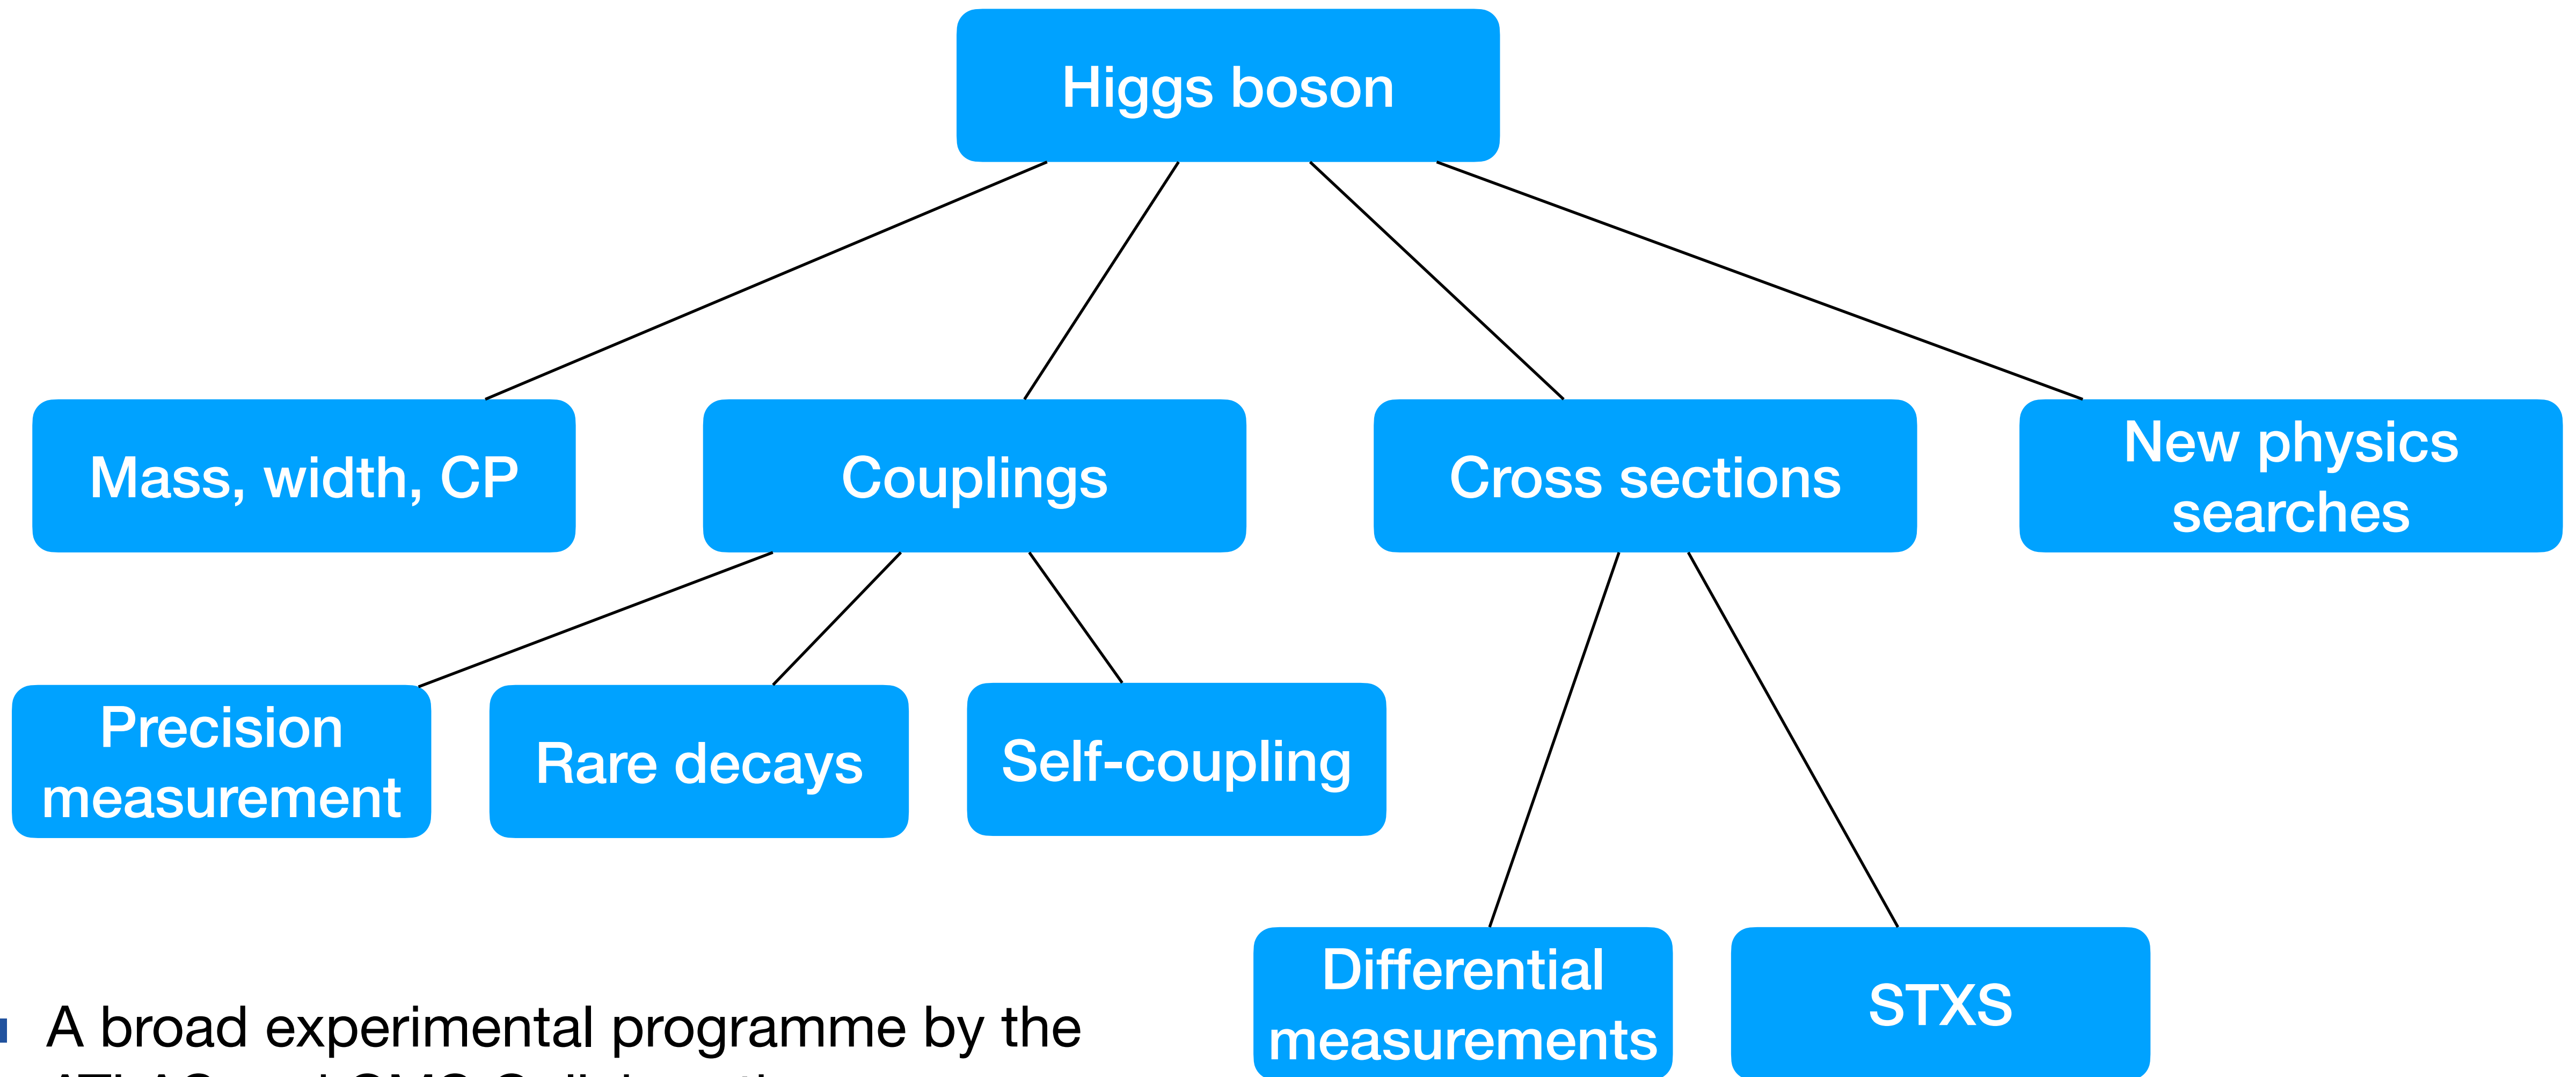 Higgs boson
Mass, width, CP
Couplings
Cross sections
New physics
searches
Precision
measurement
Rare decays
Self-coupling
Differential
measurements
STXS
A broad experimental programme by the